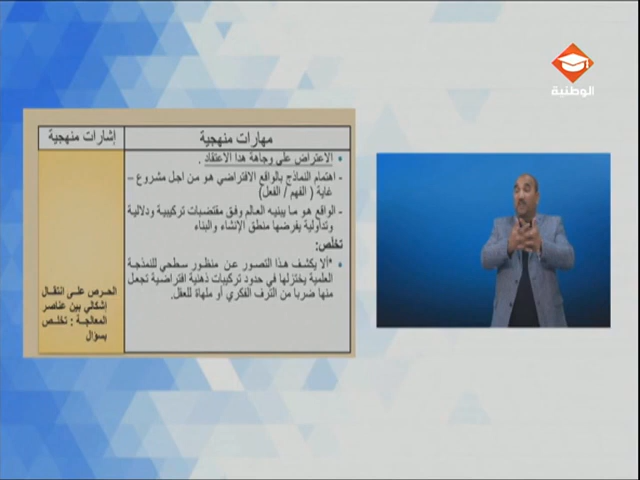 الوطنية
مهارات منهجية
إشارات منهجية
• الاعتراض على وجاهة هذا الاعتقاد .
- اهتمام النماذج بالواقع الافتراضي هو من اجل مشروع –
غاية ( الفهم / الفعل)
- الواقع هو ما يبنيه العالم وفق مقتضيات تركيبية ودلالية
وتداولية يفرضها منطق الإنشاء والبناء
تخلص:
• *ألا يكشف هذا التصور عن منظور سطحي للنمذجة
العلمية يختزلها في حدود تركيبات ذهنية افتراضية تجعل
منها ضربا من الترف الفكري أو ملهاة للعقل.
الحرص على انتقال
إشكالي بين عناصر
المعالجة : تخلص
بسؤال